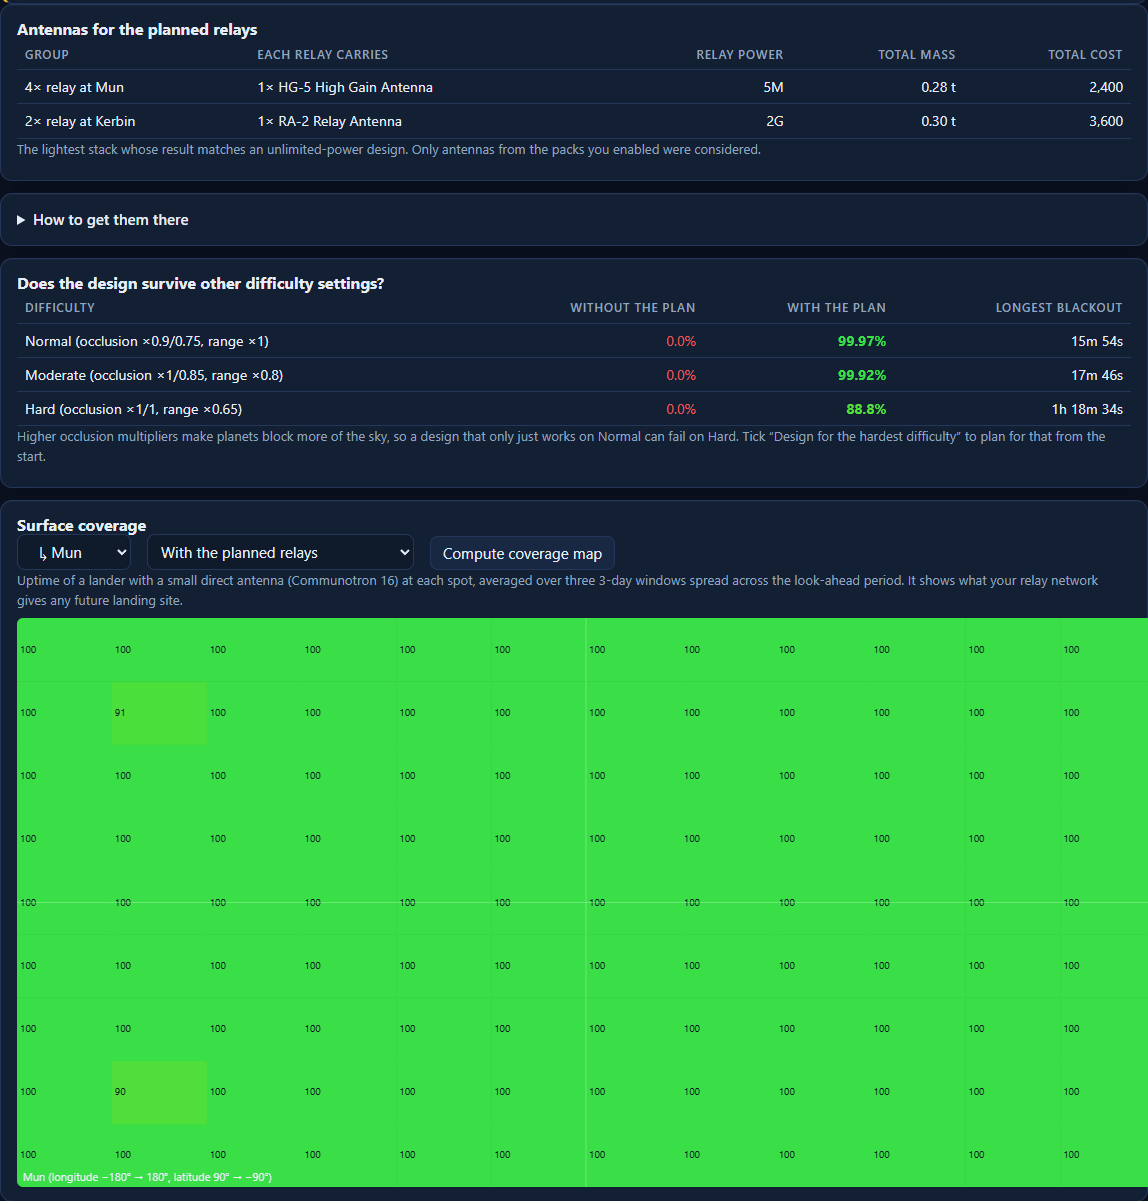 Antennas for the planned relays
GROUP EACH RELAY CARRIES RELAY POWER TOTAL MASS TOTAL COST
4× relay at Mun 1× HG-5 High Gain Antenna 5M 0.28 t 2,400
2× relay at Kerbin 1× RA-2 Relay Antenna 2G 0.30 t 3,600
The lightest stack whose result matches an unlimited-power design. Only antennas from the packs you enabled were considered.
▶ How to get them there
Does the design survive other difficulty settings?
DIFFICULTY WITHOUT THE PLAN WITH THE PLAN LONGEST BLACKOUT
Normal (occlusion ×0.9/0.75, range ×1) 0.0% 99.97% 15m 54s
Moderate (occlusion ×1/0.85, range ×0.8) 0.0% 99.92% 17m 46s
Hard (occlusion ×1/1, range ×0.65) 0.0% 88.8% 1h 18m 34s
Higher occlusion multipliers make planets block more of the sky, so a design that only just works on Normal can fail on Hard. Tick “Design for the hardest difficulty” to plan for that from the
start.
Surface coverage
↳ Mun With the planned relays Compute coverage map
Uptime of a lander with a small direct antenna (Communotron 16) at each spot, averaged over three 3-day windows spread across the look-ahead period. It shows what your relay network
gives any future landing site.
100 100 100 100 100 100 100 100 100 100 100 100
100 91 100 100 100 100 100 100 100 100 100 100
100 100 100 100 100 100 100 100 100 100 100 100
100 100 100 100 100 100 100 100 100 100 100 100
100 100 100 100 100 100 100 100 100 100 100 100
100 100 100 100 100 100 100 100 100 100 100 100
100 100 100 100 100 100 100 100 100 100 100 100
100 90 100 100 100 100 100 100 100 100 100 100
100 100 100 100 100 100 100 100 100 100 100 100
Mun (longitude −180° → 180°, latitude 90° → −90°)